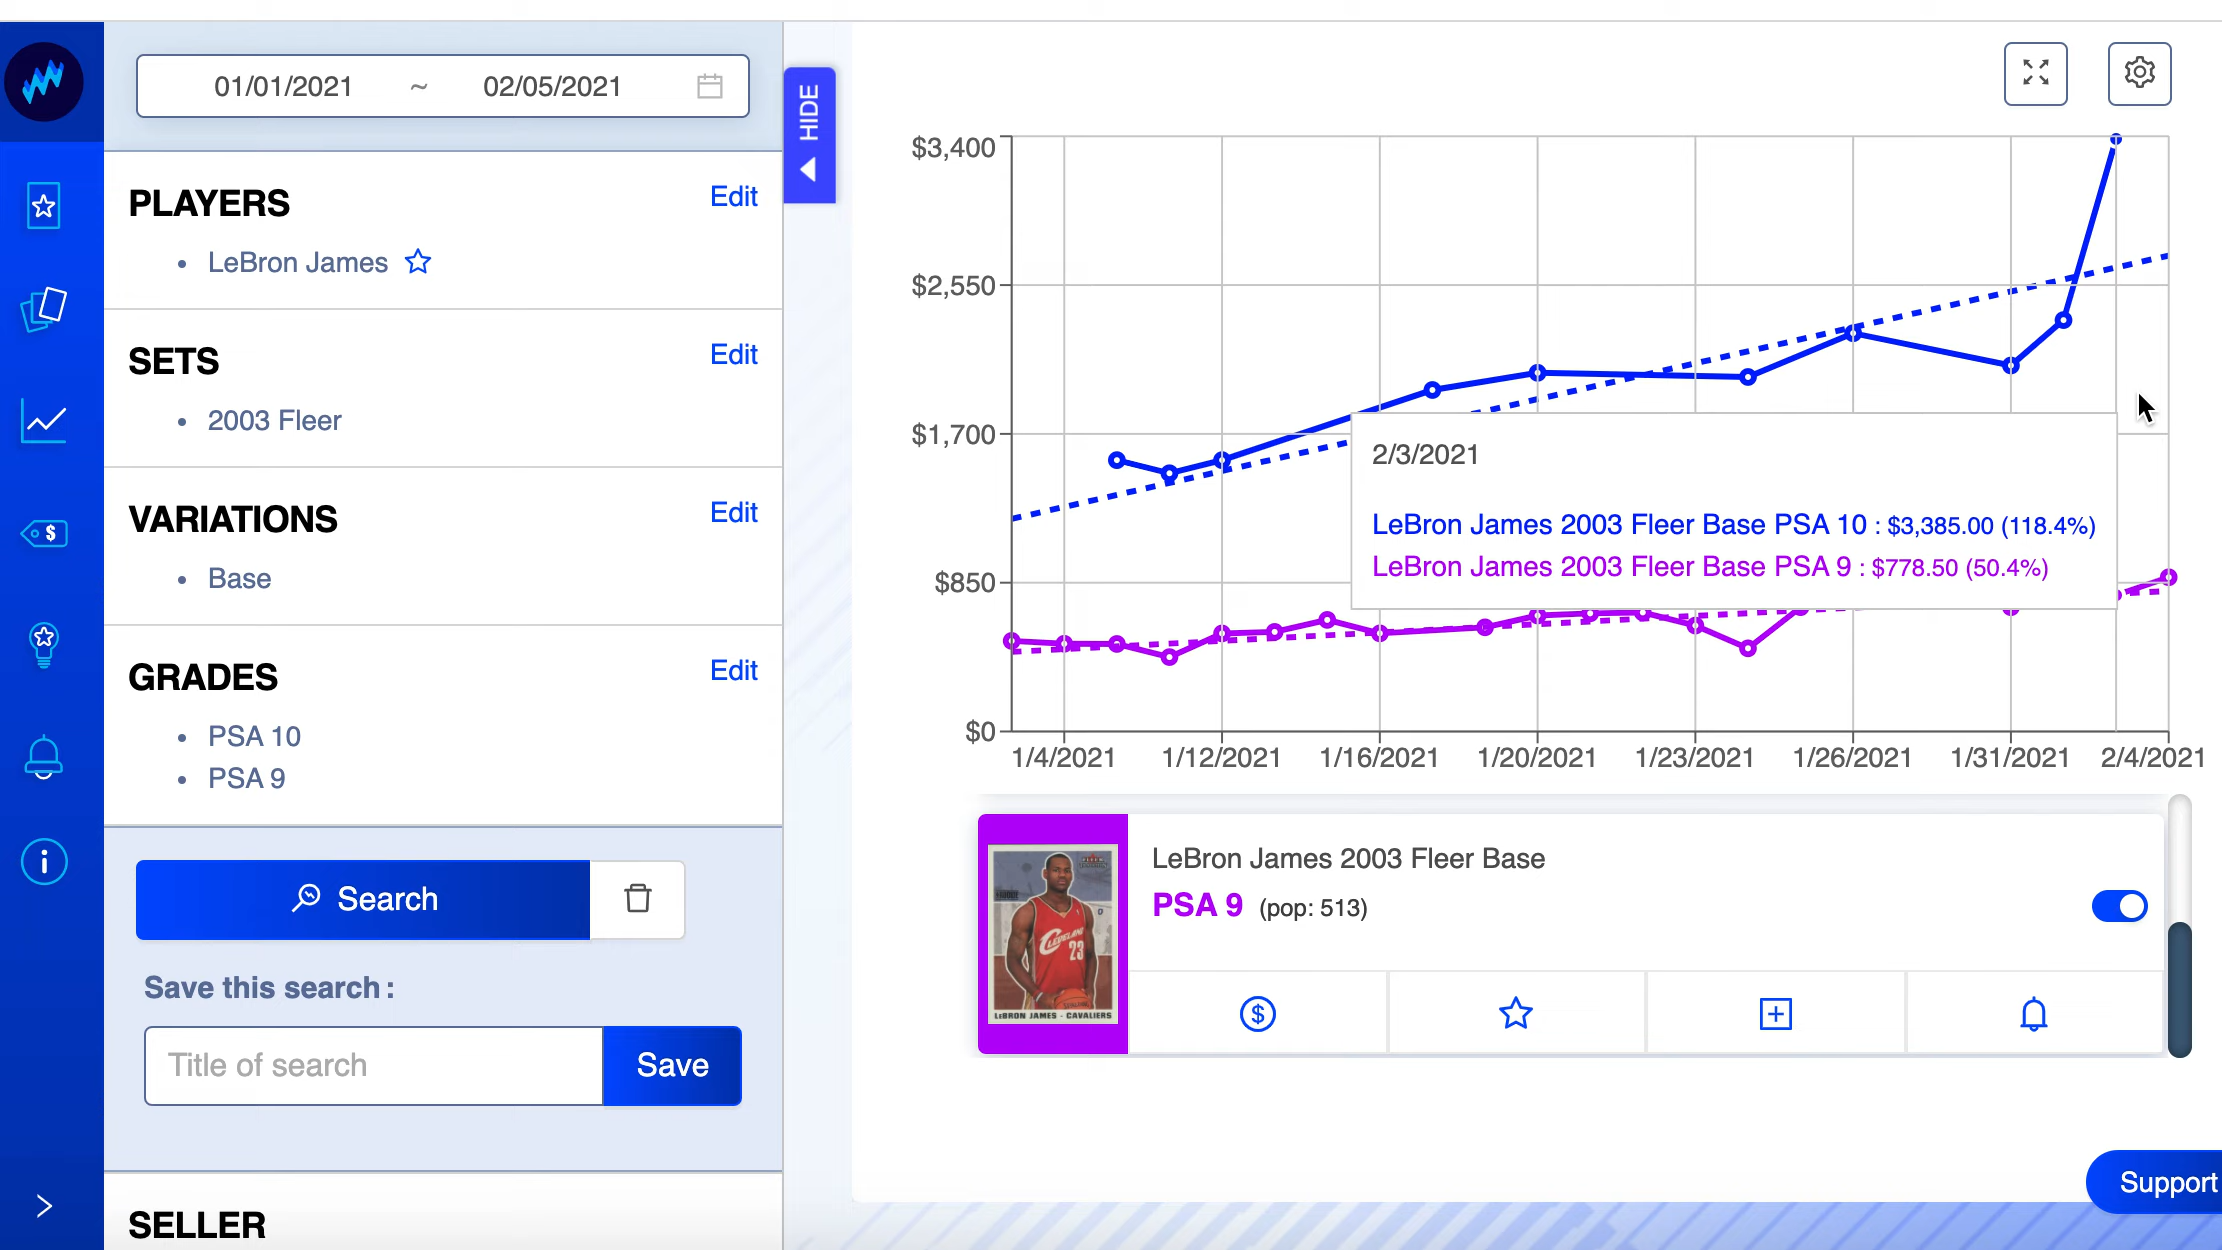 01/01/2021 ~ 02/05/2021
HIDE
PLAYERS Edit
LeBron James
SETS Edit
2003 Fleer
VARIATIONS Edit
Base
GRADES Edit
PSA 10
PSA 9
Search
Save this search :
Title of search Save
SELLER
$3,400
$2,550
$1,700
$850
$0
2/3/2021
LeBron James 2003 Fleer Base PSA 10 : $3,385.00 (118.4%)
LeBron James 2003 Fleer Base PSA 9 : $778.50 (50.4%)
1/4/2021 1/12/2021 1/16/2021 1/20/2021 1/23/2021 1/26/2021 1/31/2021 2/4/2021
LeBron James 2003 Fleer Base
PSA 9 (pop: 513)
CLEVELAND
23
LEBRON JAMES - CAVALIERS
Support